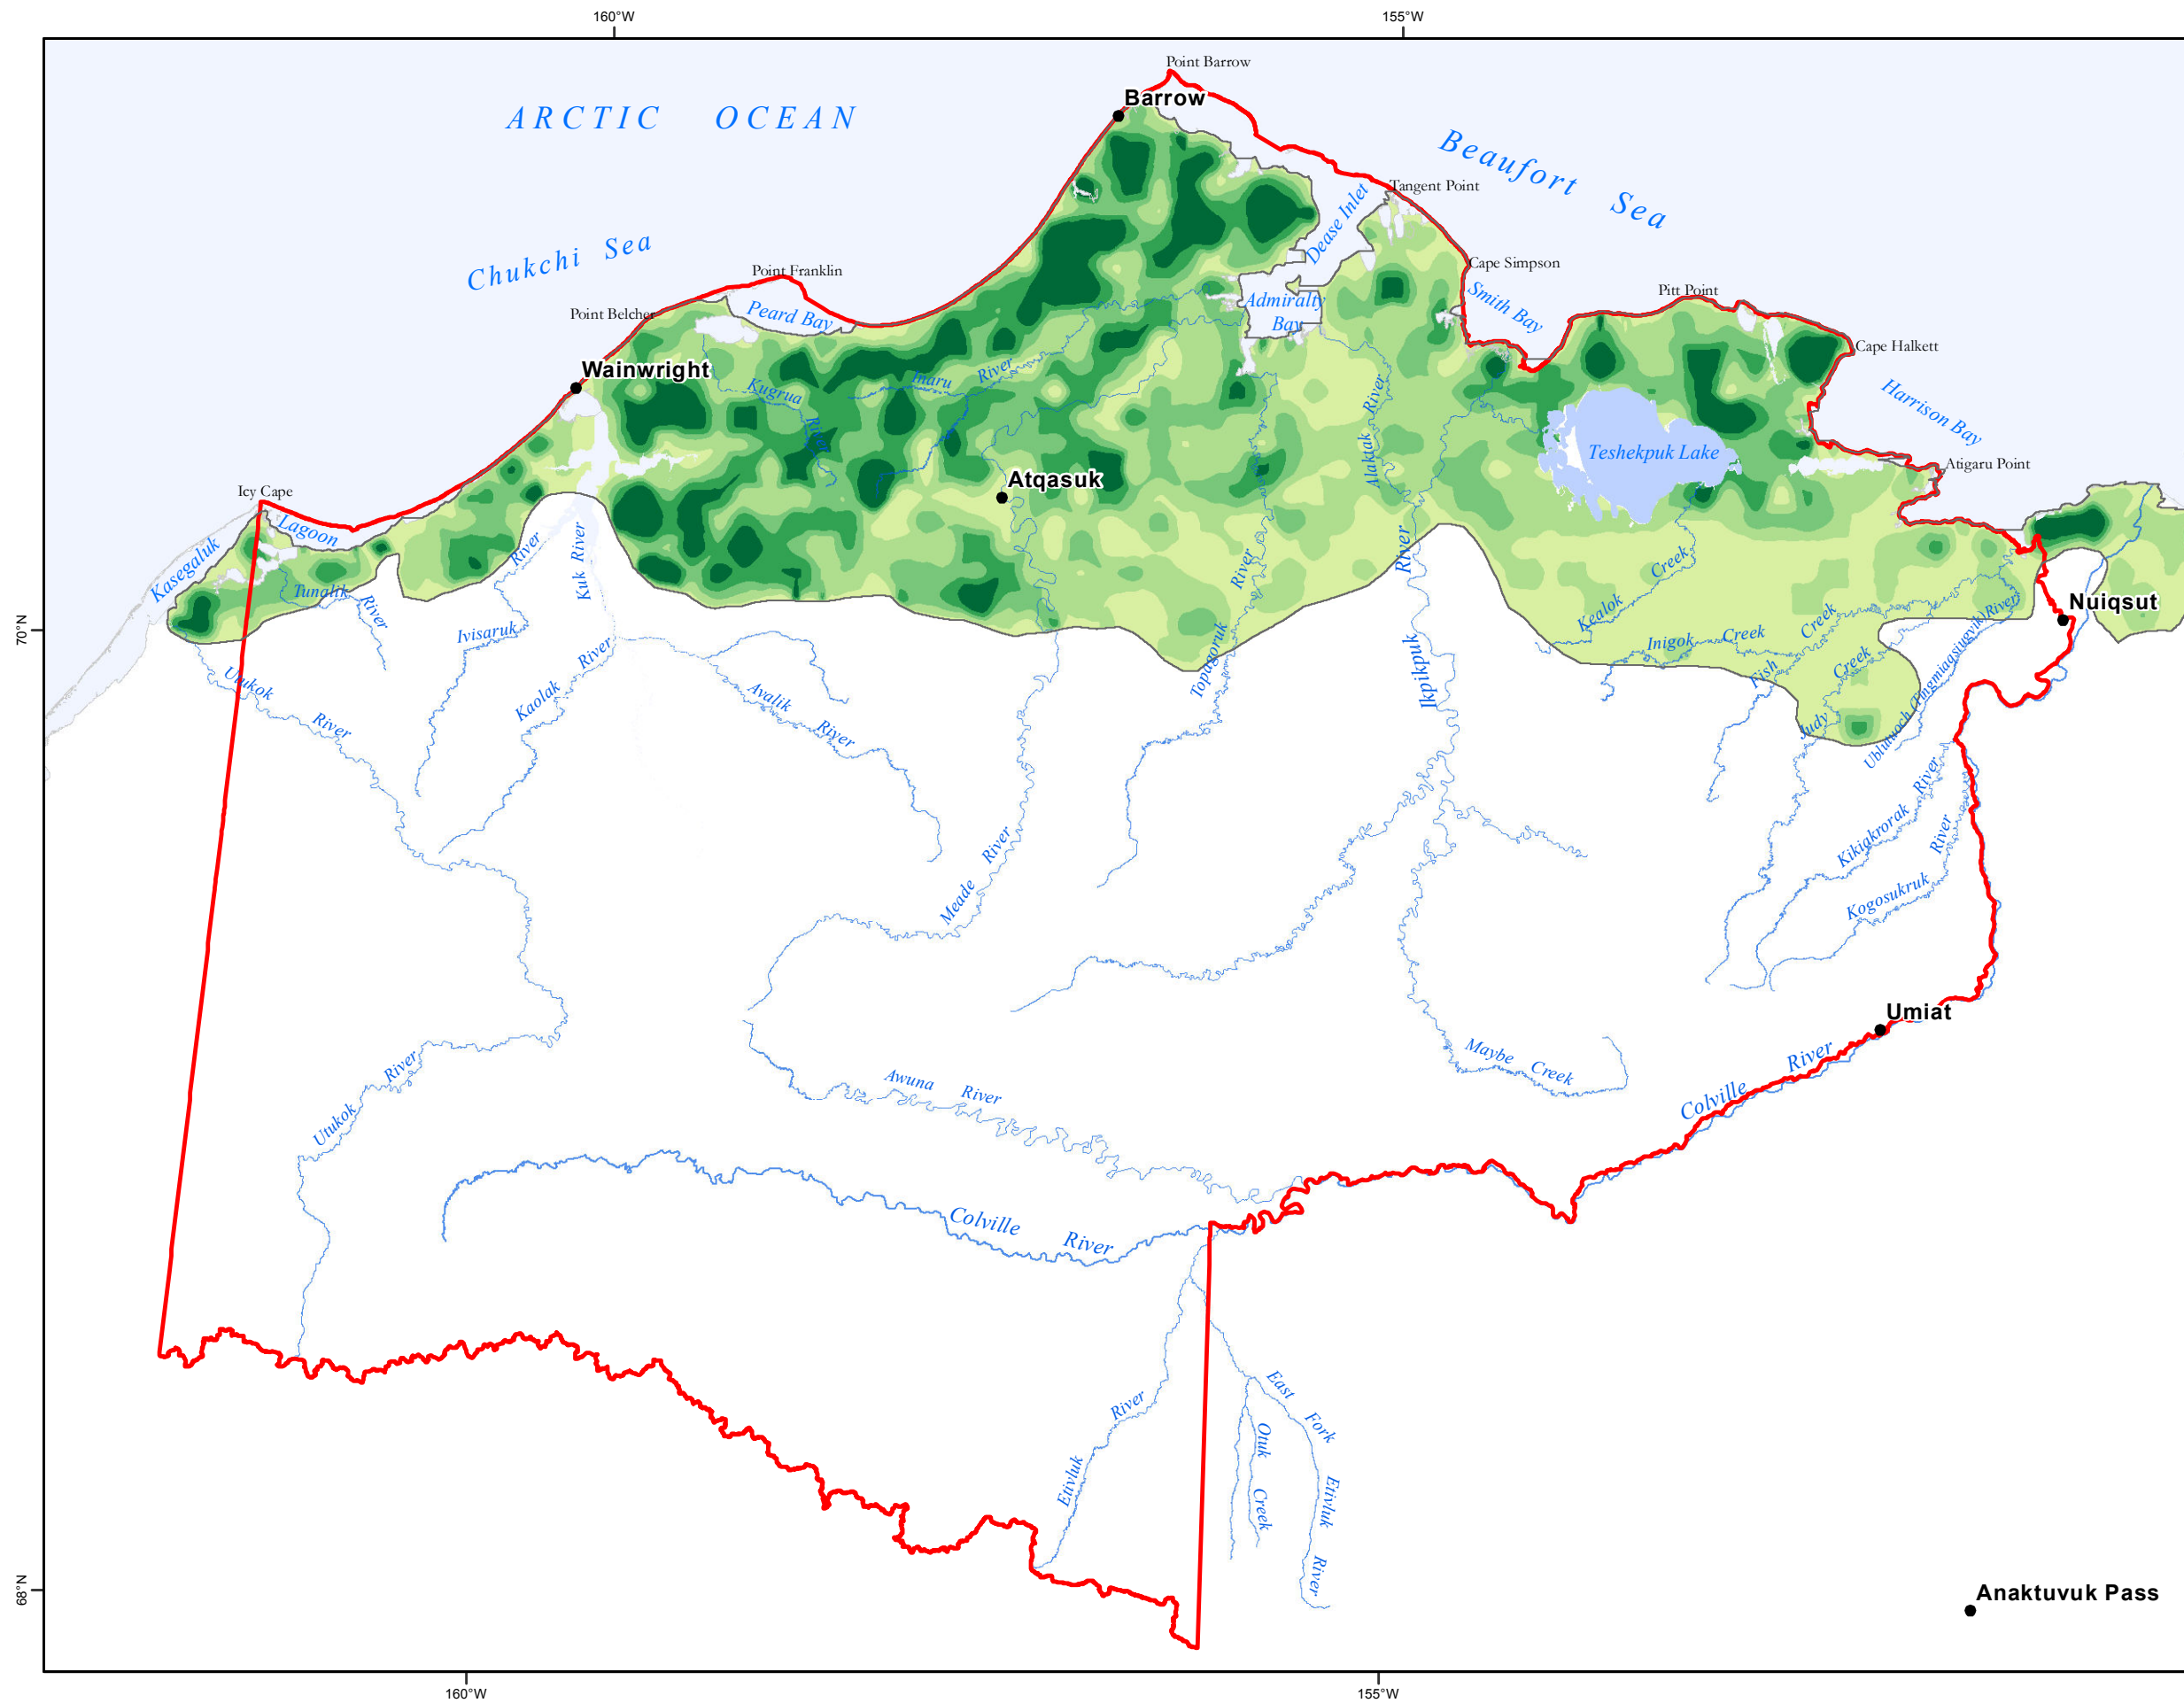 160°W
155°W
Point Barrow
Barrow
ARCTIC OCEAN
Beaufort Sea
Tangent Point
Dease Inlet
Chukchi Sea
Point Franklin
Cape Simpson
Smith Bay
Pitt Point
Admiralty
Bay
Point Belcher
Peard Bay
Cape Halkett
Wainwright
Inaru River
Kugrua
River
Harrison Bay
Alaktak River
Teshekpuk Lake
Atigaru Point
Atqasuk
Icy Cape
Kasegaluk
Lagoon
River
Kuk River
River
River
Creek
Kealok
Tunalik
River
Nuiqsut
70°N
Ivisaruk
River
Kaolak
Topagoruk
Ikpikpuk
Inigok Creek
Creek
Fish
Creek
Judy
Ublutuoch (Tingmiaqsiugvik) River
Utukok
River
Avalik
River
River
Kikiakrorak
River
Kogosukruk
River
Meade
Umiat
River
Utukok
Awuna River
Maybe Creek
River
Colville
Colville River
River
Etivluk
East
Fork
Etivluk
River
Otuk
Creek
68°N
Anaktuvuk Pass
160°W
155°W